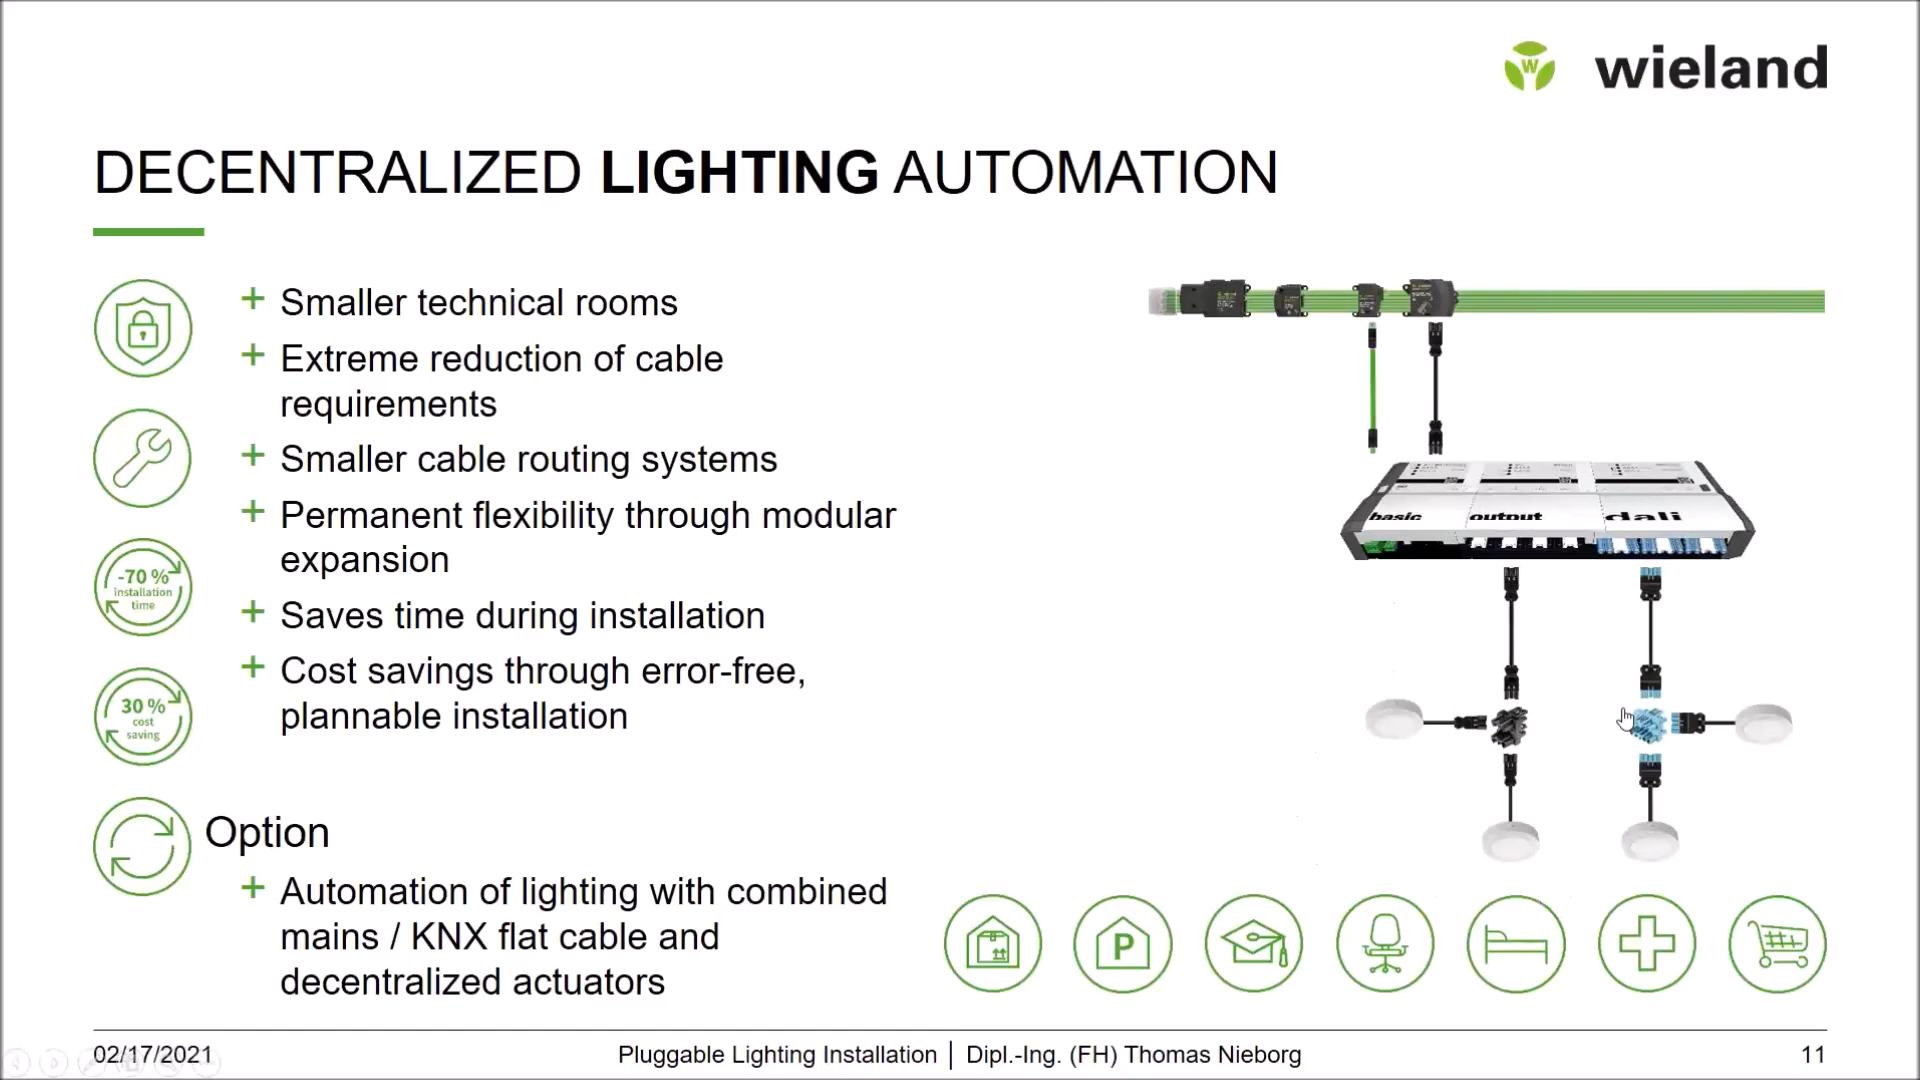 wieland
DECENTRALIZED LIGHTING AUTOMATION
+ Smaller technical rooms
+ Extreme reduction of cable
requirements
+ Smaller cable routing systems
+ Permanent flexibility through modular
expansion
+ Saves time during installation
+ Cost savings through error-free,
plannable installation
-70 %
installation
time
30 %
cost
saving
Option
+ Automation of lighting with combined
mains / KNX flat cable and
decentralized actuators
basic output dali
P
02/17/2021
Pluggable Lighting Installation | Dipl.-Ing. (FH) Thomas Nieborg
11